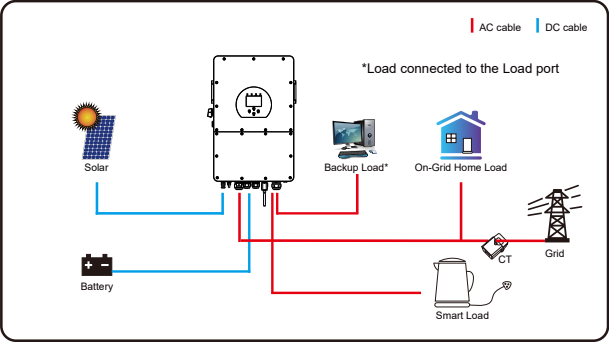 AC cable
DC cable
*Load connected to the Load port
Solar
Backup Load*
On-Grid Home Load
CT
Grid
Battery
Smart Load